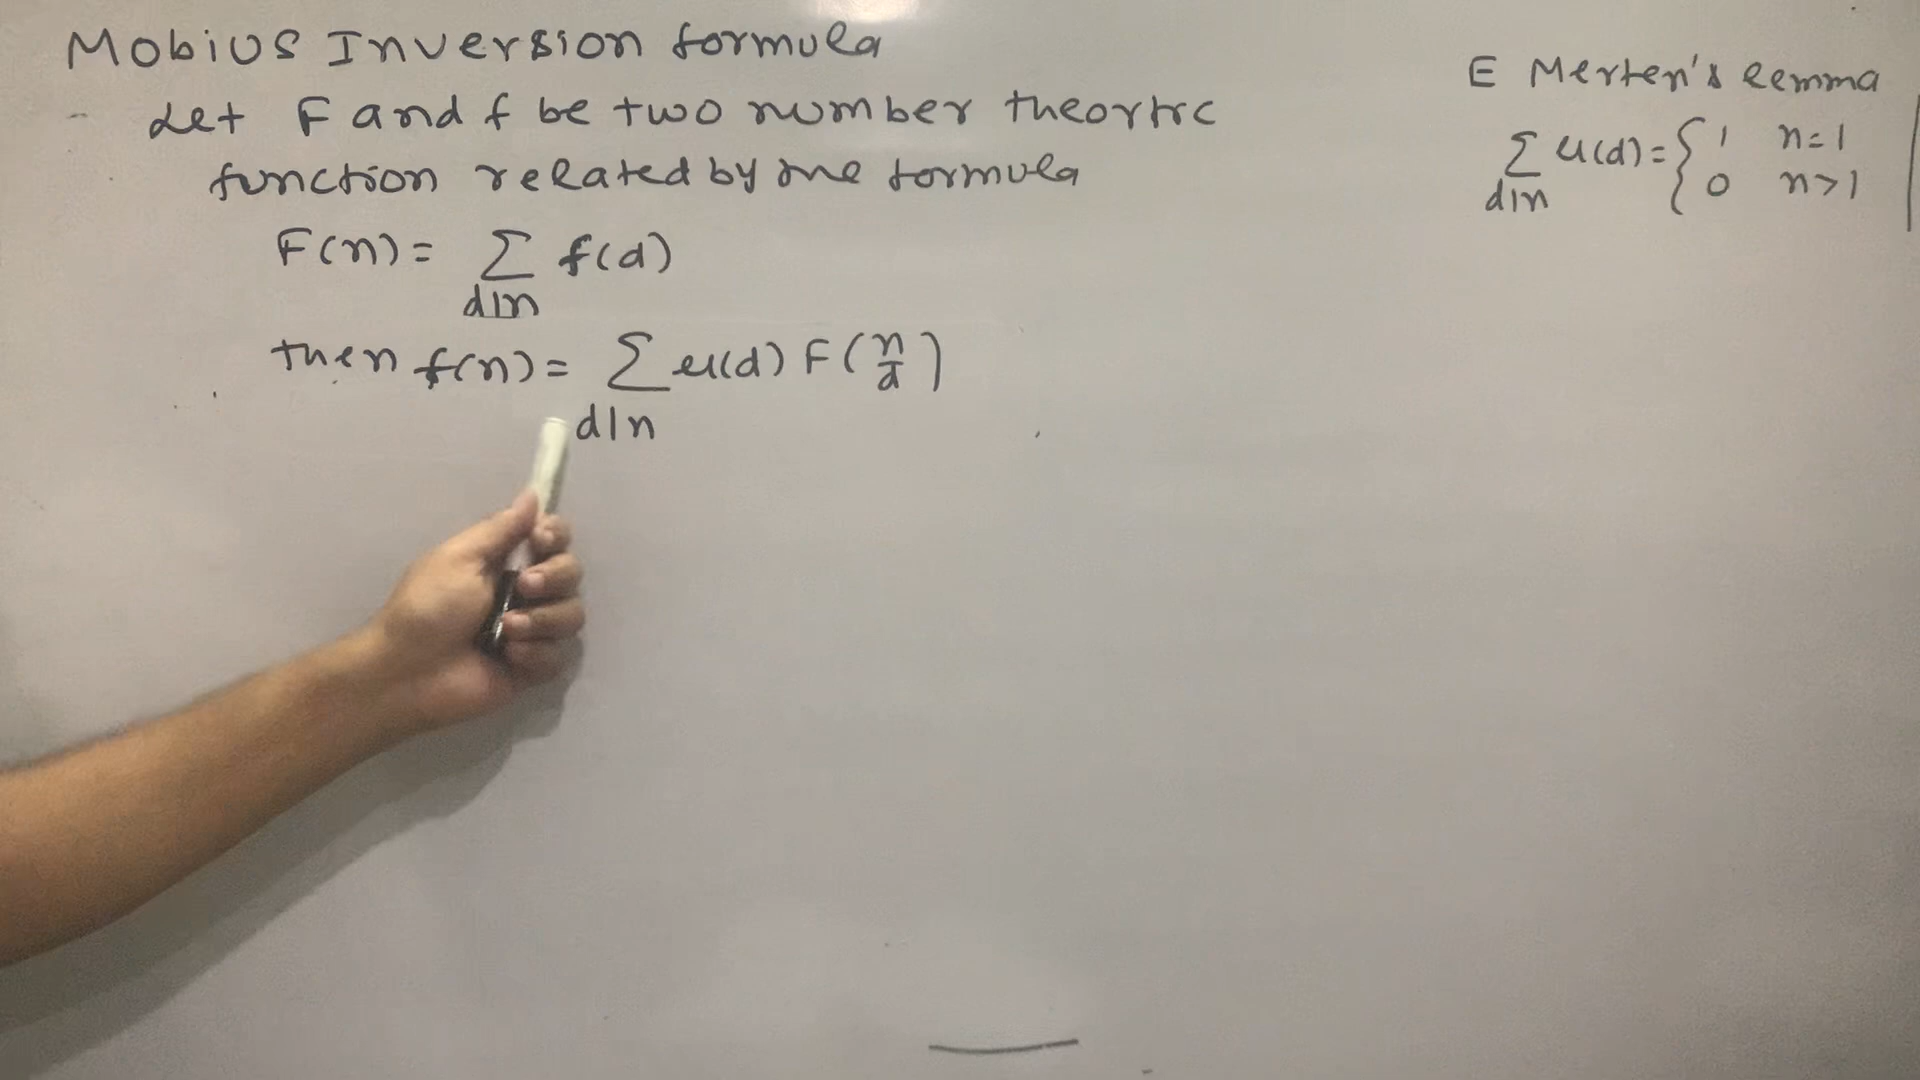 Mobius Inversion formula
Let F and f be two number theortic
function related by the formula
F(n) = Σ f(d)
d|n
then f(n) = Σ μ(d) F(n/d)
d|n
E Merten's lemma
Σ μ(d) = { 1 n=1
d|n 0 n>1